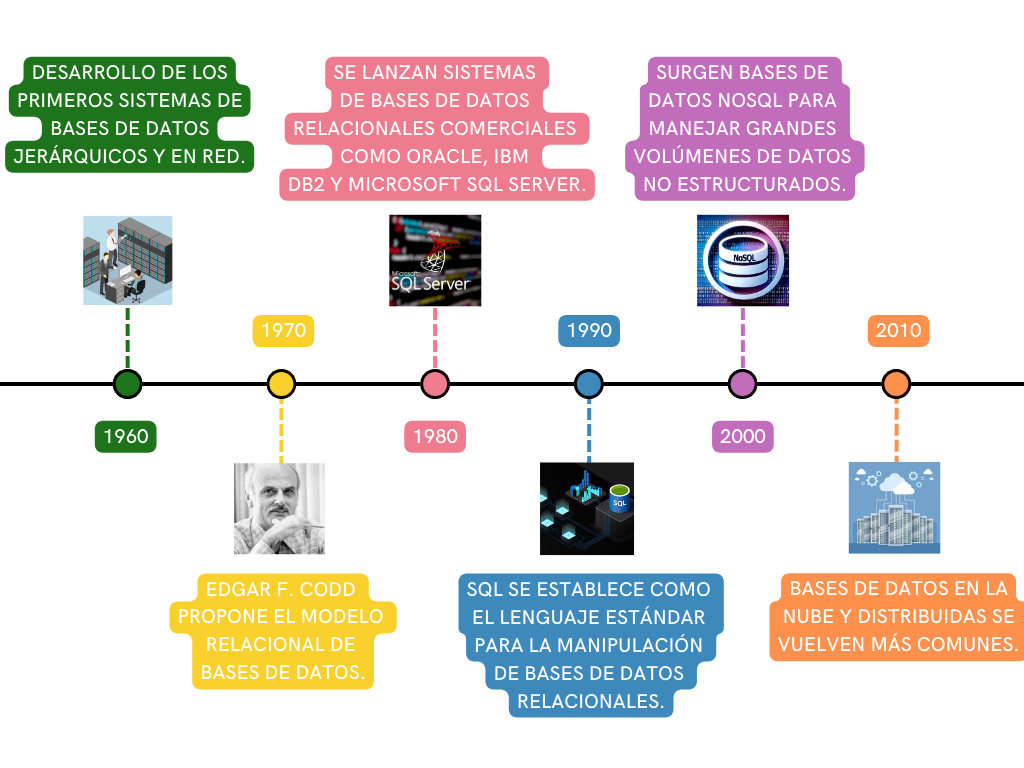 DESARROLLO DE LOS
PRIMEROS SISTEMAS DE
BASES DE DATOS
JERÁRQUICOS Y EN RED.
SE LANZAN SISTEMAS
DE BASES DE DATOS
RELACIONALES COMERCIALES
COMO ORACLE, IBM
DB2 Y MICROSOFT SQL SERVER.
SURGEN BASES DE
DATOS NOSQL PARA
MANEJAR GRANDES
VOLÚMENES DE DATOS
NO ESTRUCTURADOS.
Microsoft
SQL Server
NoSQL
1970
1990
2010
1960
1980
2000
SQL
EDGAR F. CODD
PROPONE EL MODELO
RELACIONAL DE
BASES DE DATOS.
SQL SE ESTABLECE COMO
EL LENGUAJE ESTÁNDAR
PARA LA MANIPULACIÓN
DE BASES DE DATOS
RELACIONALES.
BASES DE DATOS EN LA
NUBE Y DISTRIBUIDAS SE
VUELVEN MÁS COMUNES.